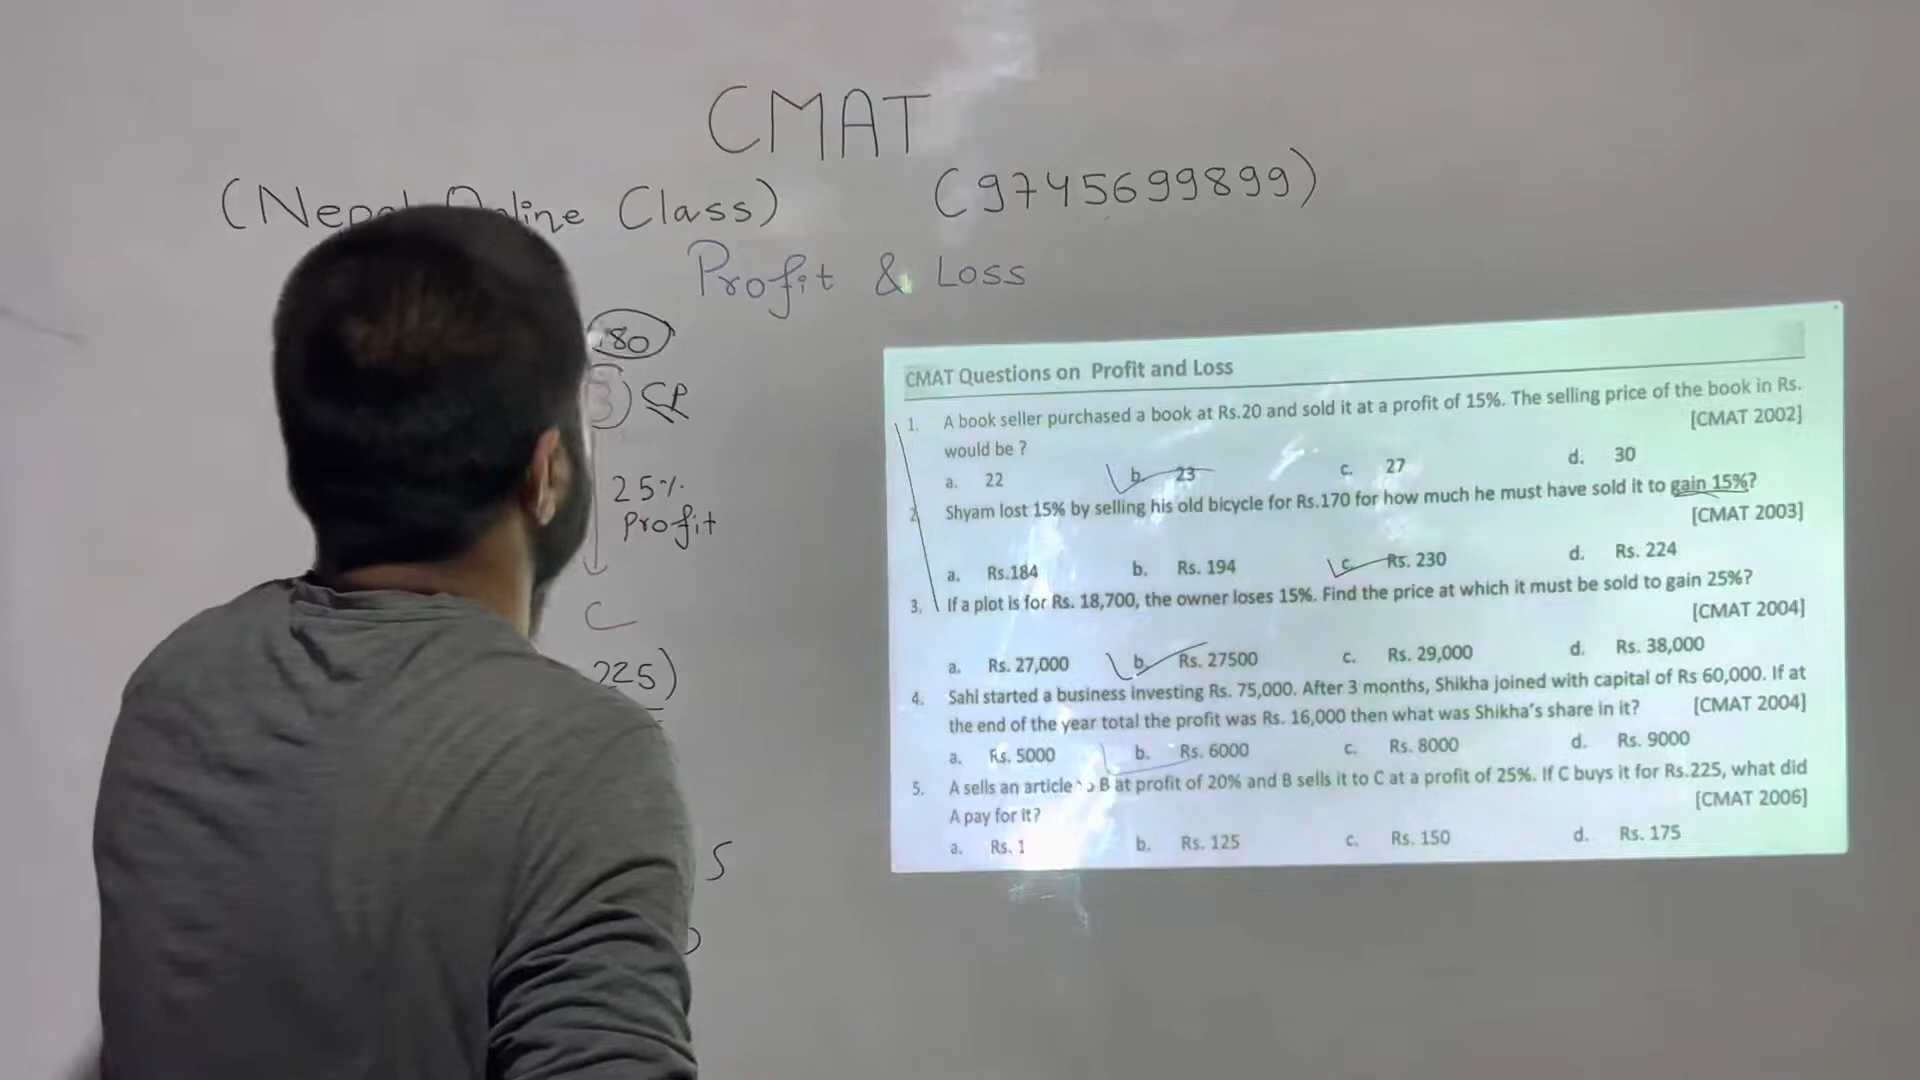 CMAT
(Nepal Online Class) (9745699899)
Profit & Loss
180
B) CP
25%
Profit
C
225)
S
CMAT Questions on Profit and Loss
1. A book seller purchased a book at Rs.20 and sold it at a profit of 15%. The selling price of the book in Rs.
would be ? [CMAT 2002]
a. 22 b. 23 c. 27 d. 30
2. Shyam lost 15% by selling his old bicycle for Rs.170 for how much he must have sold it to gain 15%?
[CMAT 2003]
a. Rs.184 b. Rs. 194 c. Rs. 230 d. Rs. 224
3. If a plot is for Rs. 18,700, the owner loses 15%. Find the price at which it must be sold to gain 25%?
[CMAT 2004]
a. Rs. 27,000 b. Rs. 27500 c. Rs. 29,000 d. Rs. 38,000
4. Sahi started a business investing Rs. 75,000. After 3 months, Shikha joined with capital of Rs 60,000. If at
the end of the year total the profit was Rs. 16,000 then what was Shikha's share in it? [CMAT 2004]
a. Rs. 5000 b. Rs. 6000 c. Rs. 8000 d. Rs. 9000
5. A sells an article to B at profit of 20% and B sells it to C at a profit of 25%. If C buys it for Rs.225, what did
A pay for it? [CMAT 2006]
a. Rs. 1 b. Rs. 125 c. Rs. 150 d. Rs. 175